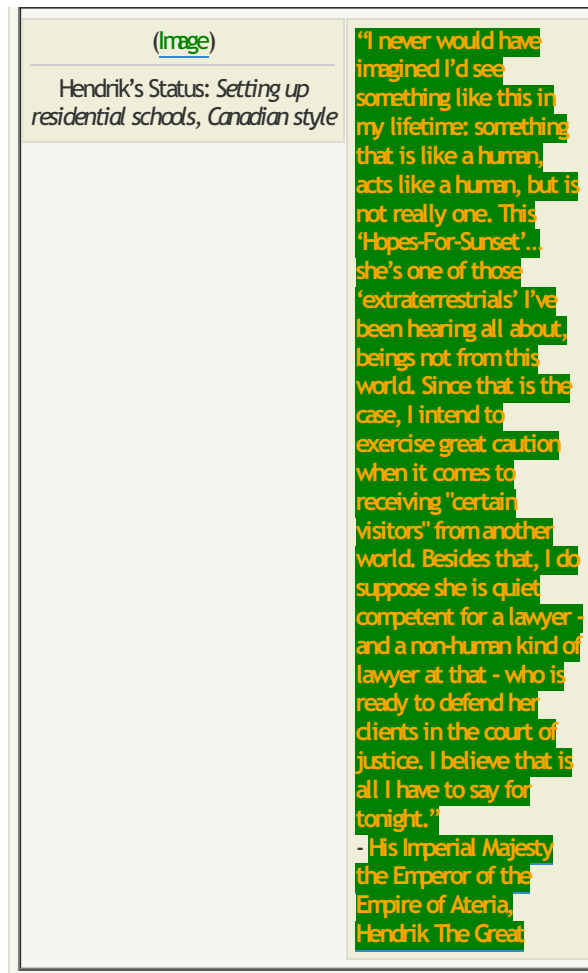 (Image)
Hendrik’s Status: Setting up
residential schools, Canadian style
“I never would have
imagined I’d see
something like this in
my lifetime: something
that is like a human,
acts like a human, but is
not really one. This
‘Hopes-For-Sunset’...
she’s one of those
‘extraterrestrials’ I’ve
been hearing all about,
beings not from this
world. Since that is the
case, I intend to
exercise great caution
when it comes to
receiving "certain
visitors" from another
world. Besides that, I do
suppose she is quiet
competent for a lawyer -
and a non-human kind of
lawyer at that - who is
ready to defend her
clients in the court of
justice. I believe that is
all I have to say for
tonight.”
- His Imperial Majesty
the Emperor of the
Empire of Ateria,
Hendrik The Great